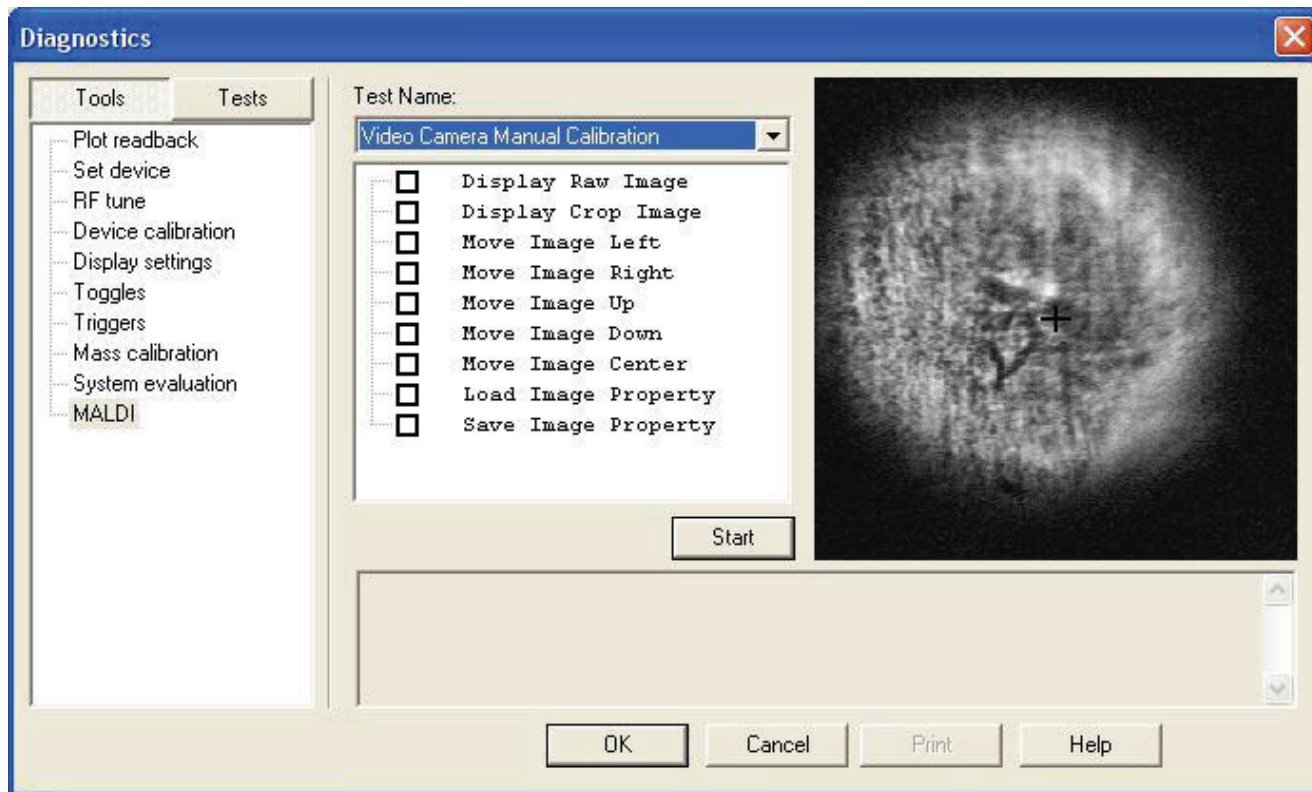 Diagnostics
Tools Tests
Plot readback
Set device
RF tune
Device calibration
Display settings
Toggles
Triggers
Mass calibration
System evaluation
MALDI
Test Name:
Video Camera Manual Calibration
Display Raw Image
Display Crop Image
Move Image Left
Move Image Right
Move Image Up
Move Image Down
Move Image Center
Load Image Property
Save Image Property
Start
OK Cancel Print Help